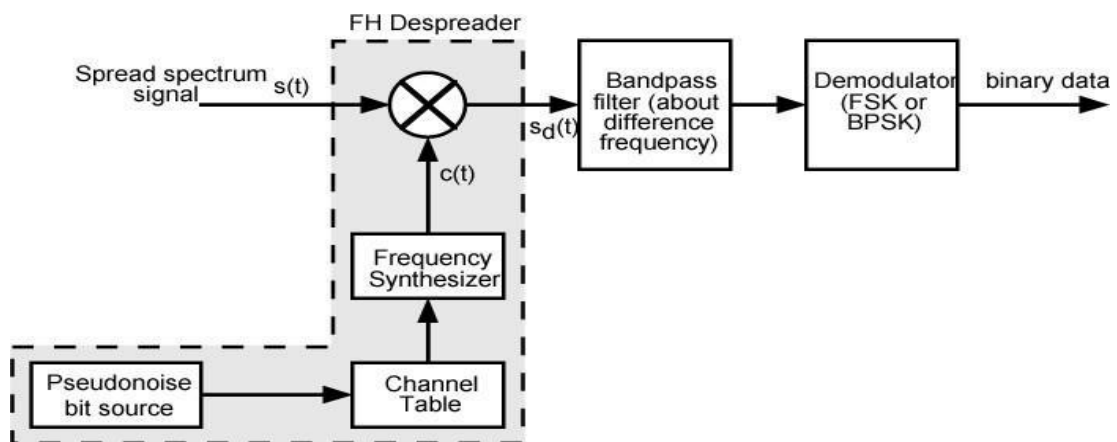 FH Despreader
Spread spectrum
signal
s(t)
s_d(t)
Bandpass
filter (about
difference
frequency)
Demodulator
(FSK or
BPSK)
binary data
c(t)
Frequency
Synthesizer
Pseudonoise
bit source
Channel
Table